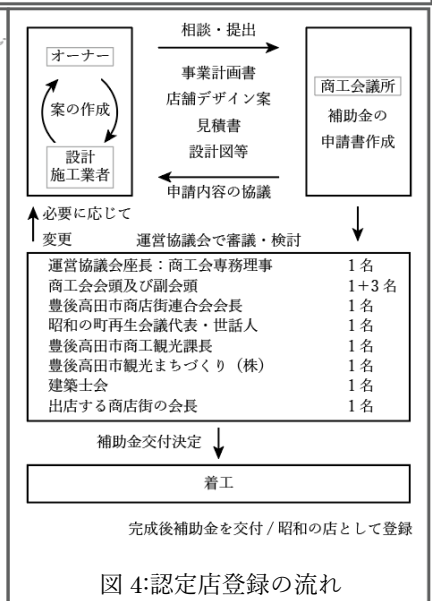 相談・提出
オーナー
案の作成
設計
施工業者
事業計画書
店舗デザイン案
見積書
設計図等
申請内容の協議
商工会議所
補助金の
申請書作成
必要に応じて
変更
運営協議会で審議・検討
運営協議会座長：商工会専務理事 1名
商工会会頭及び副会頭 1+3名
豊後高田市商店街連合会会長 1名
昭和の町再生会議代表・世話人 1名
豊後高田市商工観光課長 1名
豊後高田市観光まちづくり（株） 1名
建築士会 1名
出店する商店街の会長 1名
補助金交付決定
着工
完成後補助金を交付 / 昭和の店として登録
図 4:認定店登録の流れ